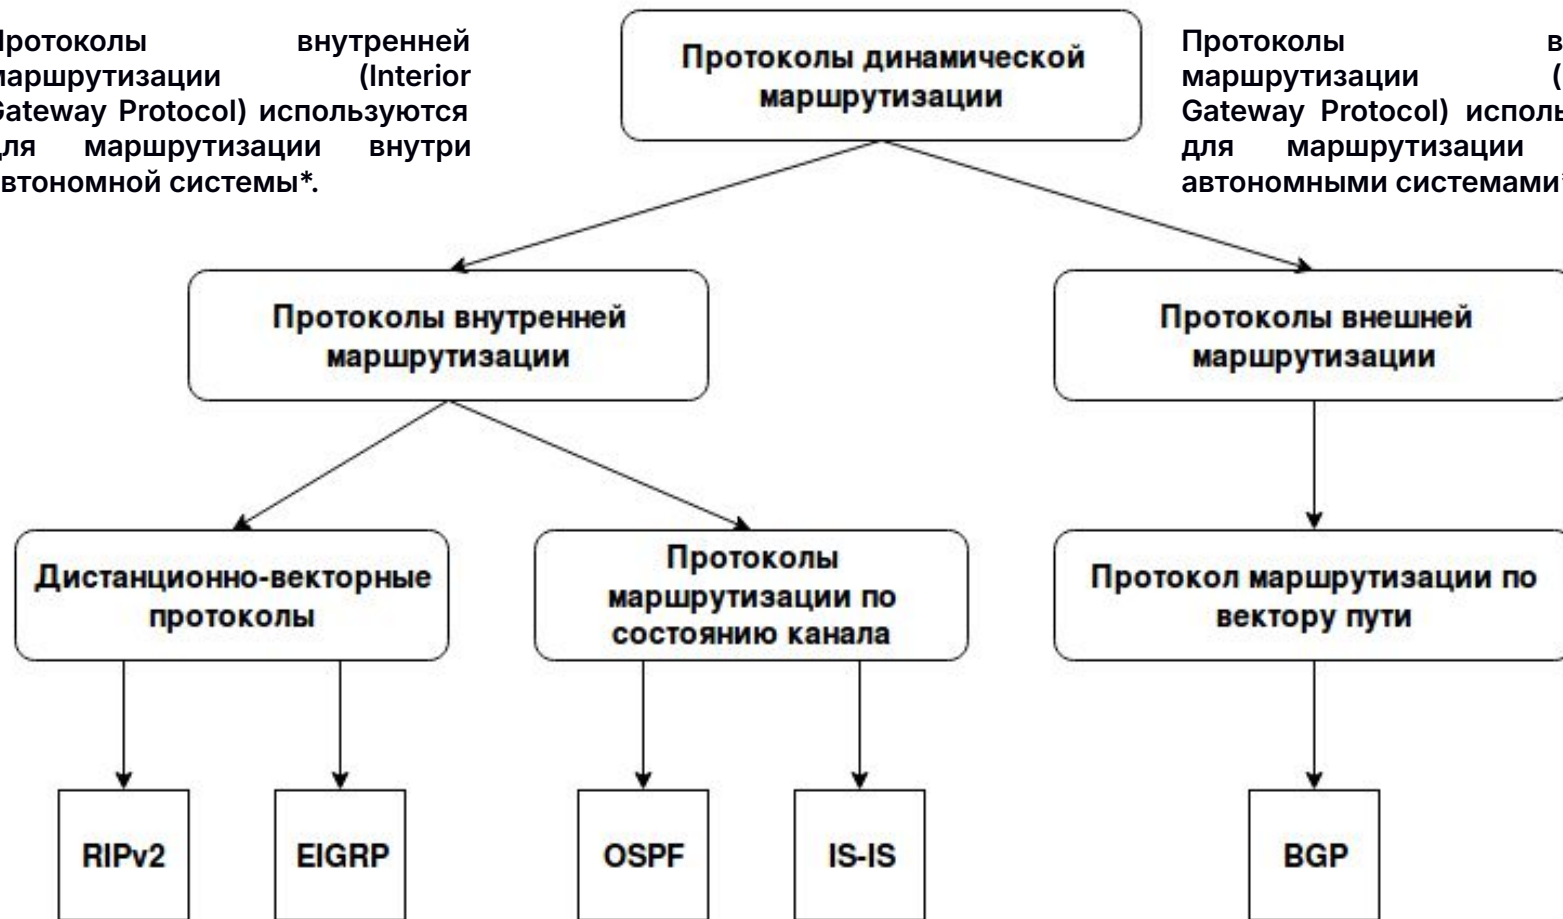 Протоколы внутренней
маршрутизации (Interior
Gateway Protocol) используются
для маршрутизации внутри
автономной системы*.
Протоколы динамической
маршрутизации
Протоколы
маршрутизации (
Gateway Protocol)
для маршрутизации
автономными системами*
Протоколы внутренней
маршрутизации
Протоколы внешней
маршрутизации
Дистанционно-векторные
протоколы
Протоколы
маршрутизации по
состоянию канала
Протокол маршрутизации по
вектору пути
RIPv2
EIGRP
OSPF
IS-IS
BGP